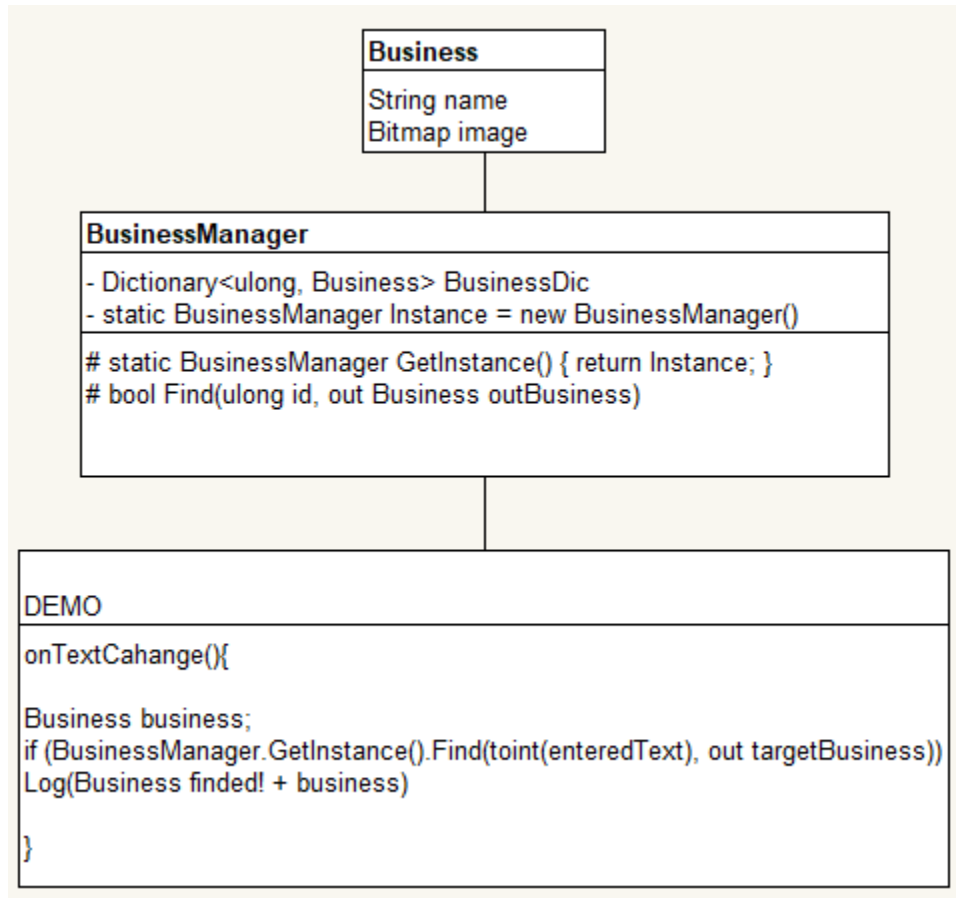 Business
String name
Bitmap image
BusinessManager
- Dictionary<ulong, Business> BusinessDic
- static BusinessManager Instance = new BusinessManager()
# static BusinessManager GetInstance() { return Instance; }
# bool Find(ulong id, out Business outBusiness)
DEMO
onTextCahange(){
Business business;
if (BusinessManager.GetInstance().Find(toint(enteredText), out targetBusiness))
Log(Business finded! + business)
}